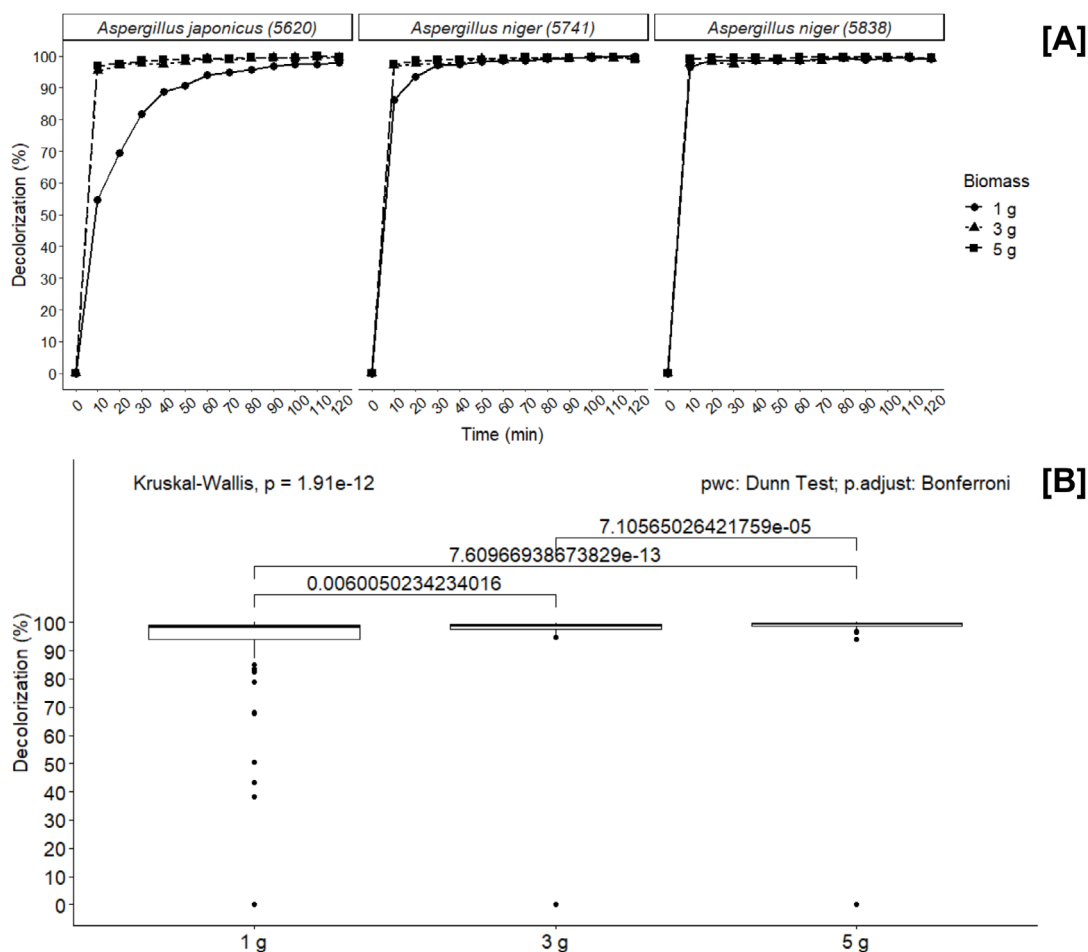 Aspergillus japonicus (5620)
Aspergillus niger (5741)
Aspergillus niger (5838)
[A]
Decolorization (%)
100
90
80
70
60
50
40
30
20
10
0
0 10 20 30 40 50 60 70 80 90 100 110 120
0 10 20 30 40 50 60 70 80 90 100 110 120
0 10 20 30 40 50 60 70 80 90 100 110 120
Time (min)
Biomass
1 g
3 g
5 g
Kruskal-Wallis, p = 1.91e-12
pwc: Dunn Test; p.adjust: Bonferroni
[B]
7.10565026421759e-05
7.60966938673829e-13
0.0060050234234016
Decolorization (%)
100
90
80
70
60
50
40
30
20
10
0
1 g
3 g
5 g